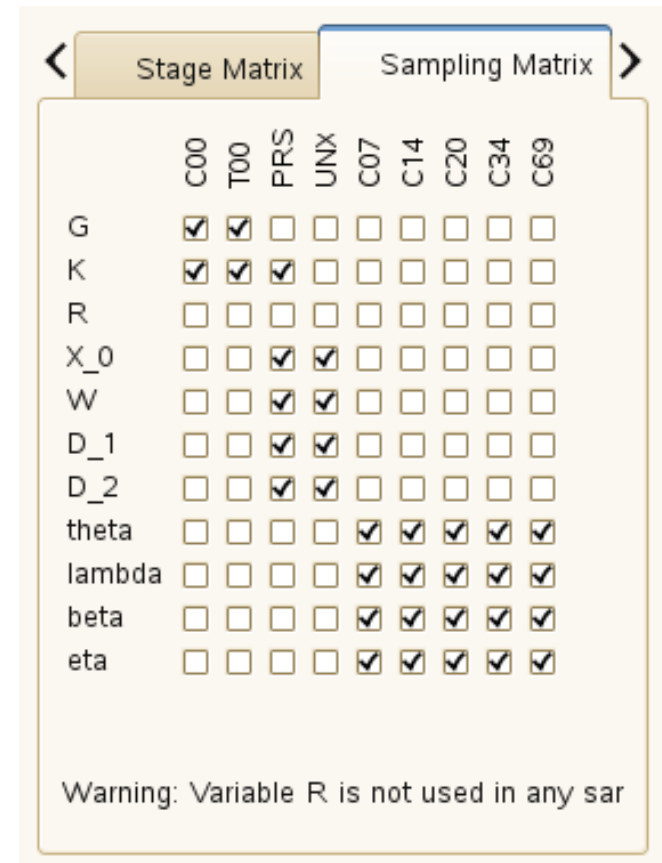 Stage Matrix Sampling Matrix
C00 T00 PRS UNX C07 C14 C20 C34 C69
G
K
R
X_0
W
D_1
D_2
theta
lambda
beta
eta
Warning: Variable R is not used in any sar